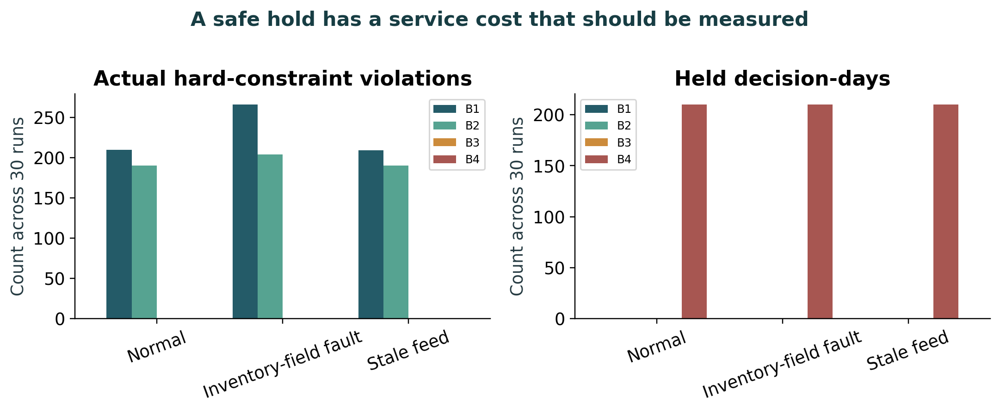 A safe hold has a service cost that should be measured
Actual hard-constraint violations
Count across 30 runs
250
200
150
100
50
0
B1
B2
B3
B4
Normal
Inventory-field fault
Stale feed
Held decision-days
Count across 30 runs
200
150
100
50
0
B1
B2
B3
B4
Normal
Inventory-field fault
Stale feed